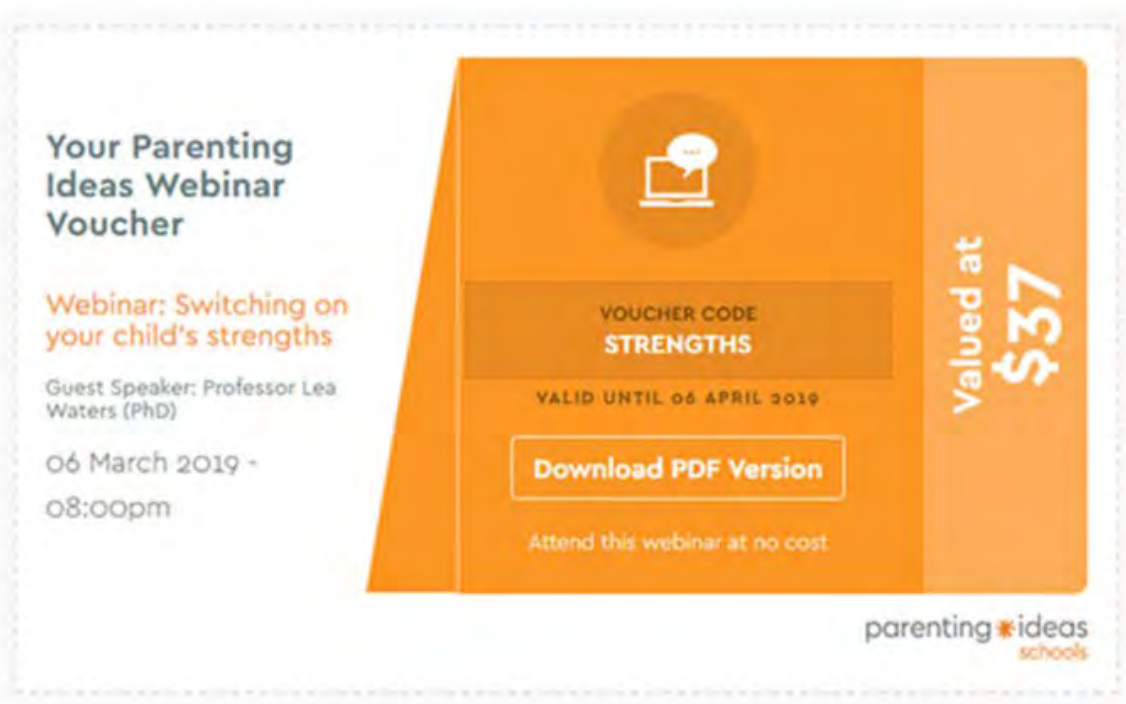 Your Parenting
Ideas Webinar
Voucher
Webinar: Switching on
your child's strengths
Guest Speaker: Professor Lea
Waters (PhD)
06 March 2019 -
08:00pm
VOUCHER CODE
STRENGTHS
VALID UNTIL 06 APRIL 2019
Download PDF Version
Attend this webinar at no cost
Valued at
$37
parenting*ideas
schools